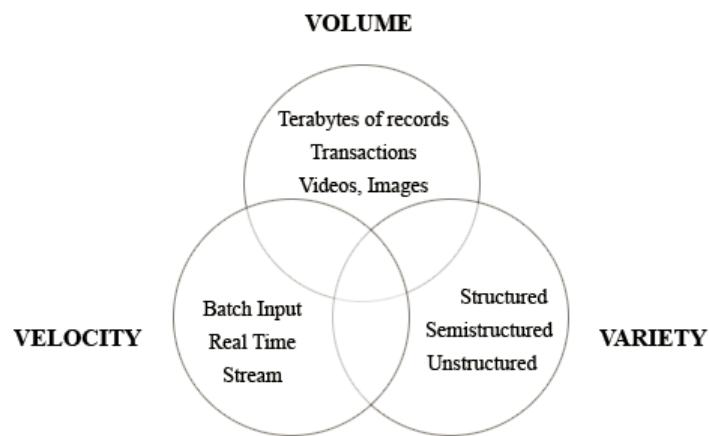 VOLUME
Terabytes of records
Transactions
Videos, Images
VELOCITY
Batch Input
Real Time
Stream
Structured
Semistructured
Unstructured
VARIETY